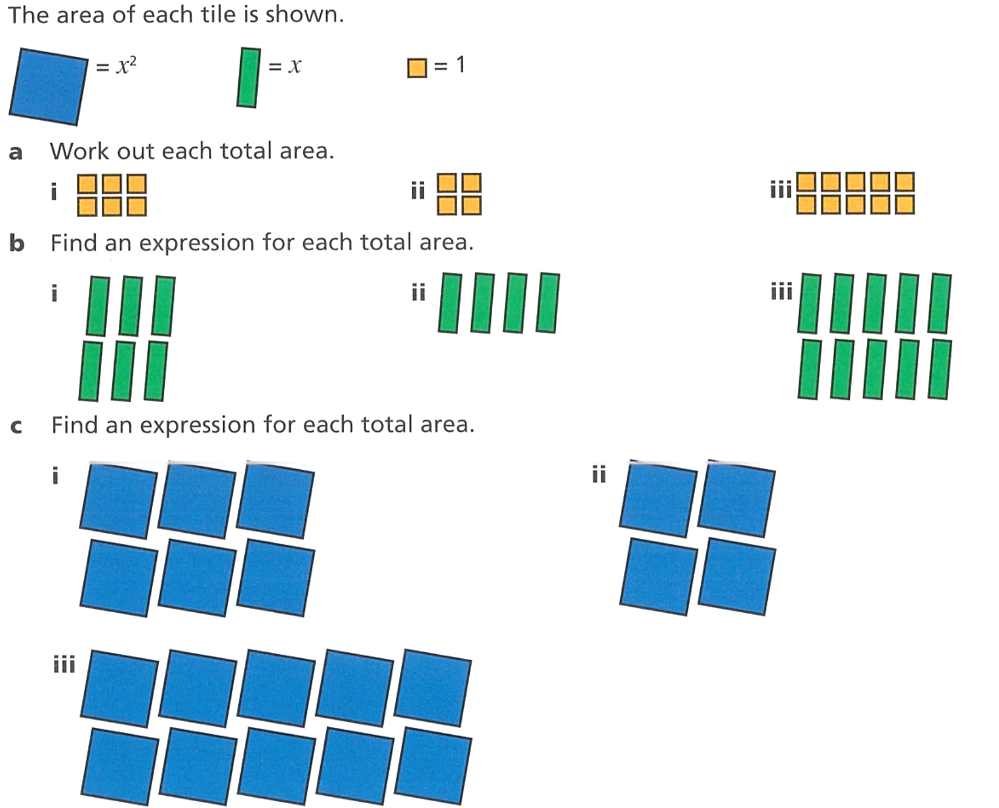 The area of each tile is shown.
= x² = x = 1
a Work out each total area.
i ii iii
b Find an expression for each total area.
i ii iii
c Find an expression for each total area.
i ii
iii